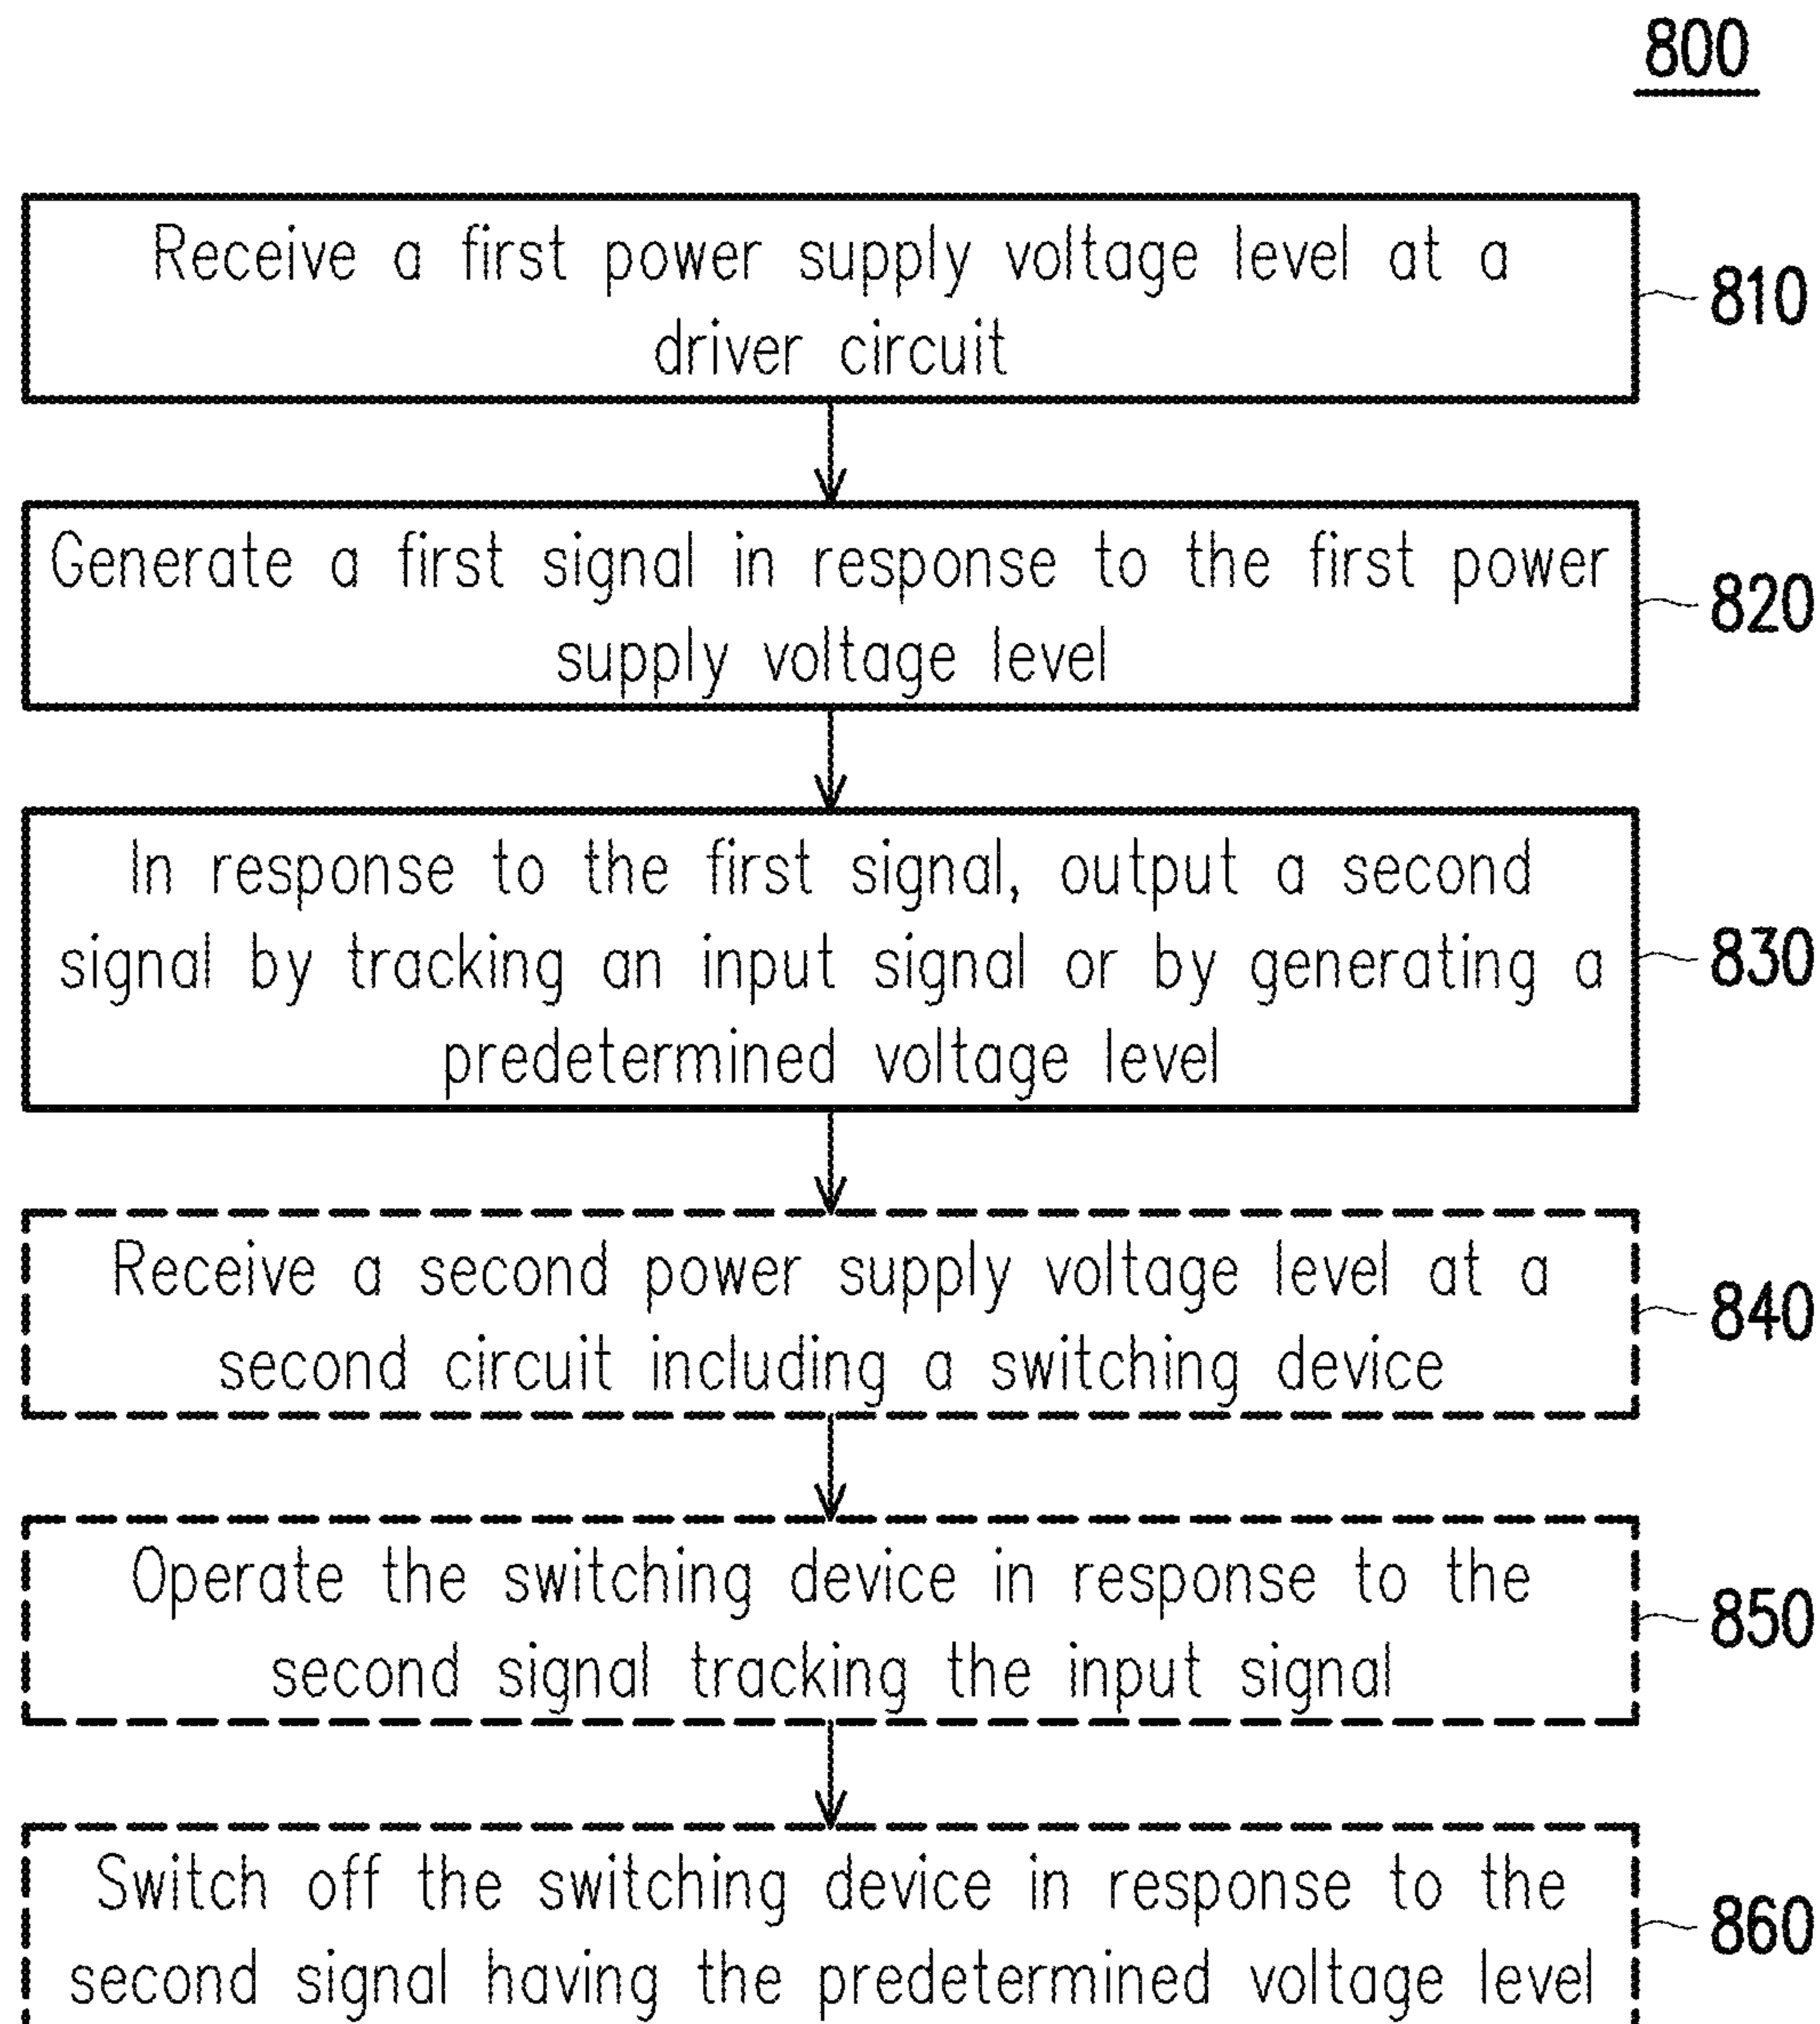 800
Receive a first power supply voltage level at a
driver circuit
810
Generate a first signal in response to the first power
supply voltage level
820
In response to the first signal, output a second
signal by tracking an input signal or by generating a
predetermined voltage level
830
Receive a second power supply voltage level at a
second circuit including a switching device
840
Operate the switching device in response to the
second signal tracking the input signal
850
Switch off the switching device in response to the
second signal having the predetermined voltage level
860